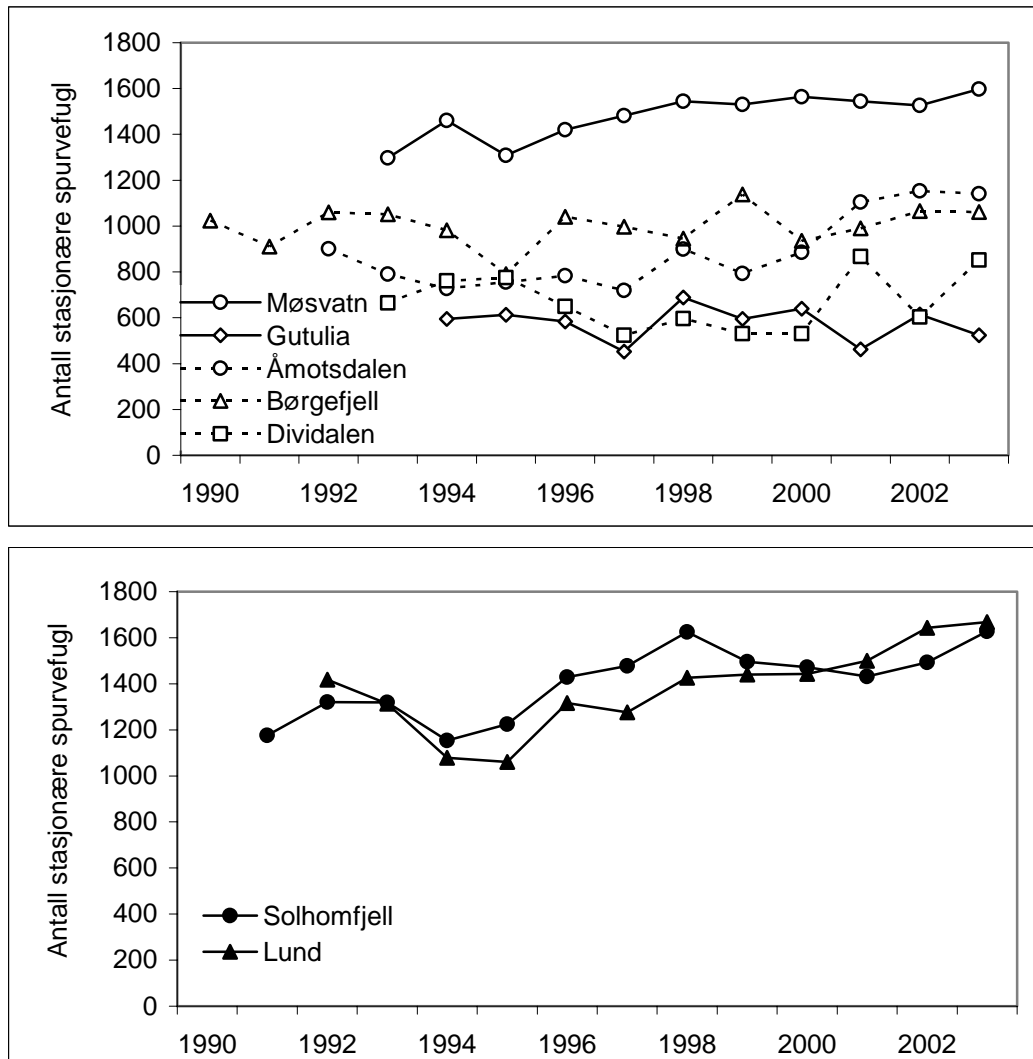 Antall stasjonære spurvefugl
1800
1600
1400
1200
1000
800
600
400
200
0
Møsvatn
Gutulia
Åmotsdalen
Børgefjell
Dividalen
1990 1992 1994 1996 1998 2000 2002
Antall stasjonære spurvefugl
1800
1600
1400
1200
1000
800
600
400
200
0
Solhomfjell
Lund
1990 1992 1994 1996 1998 2000 2002